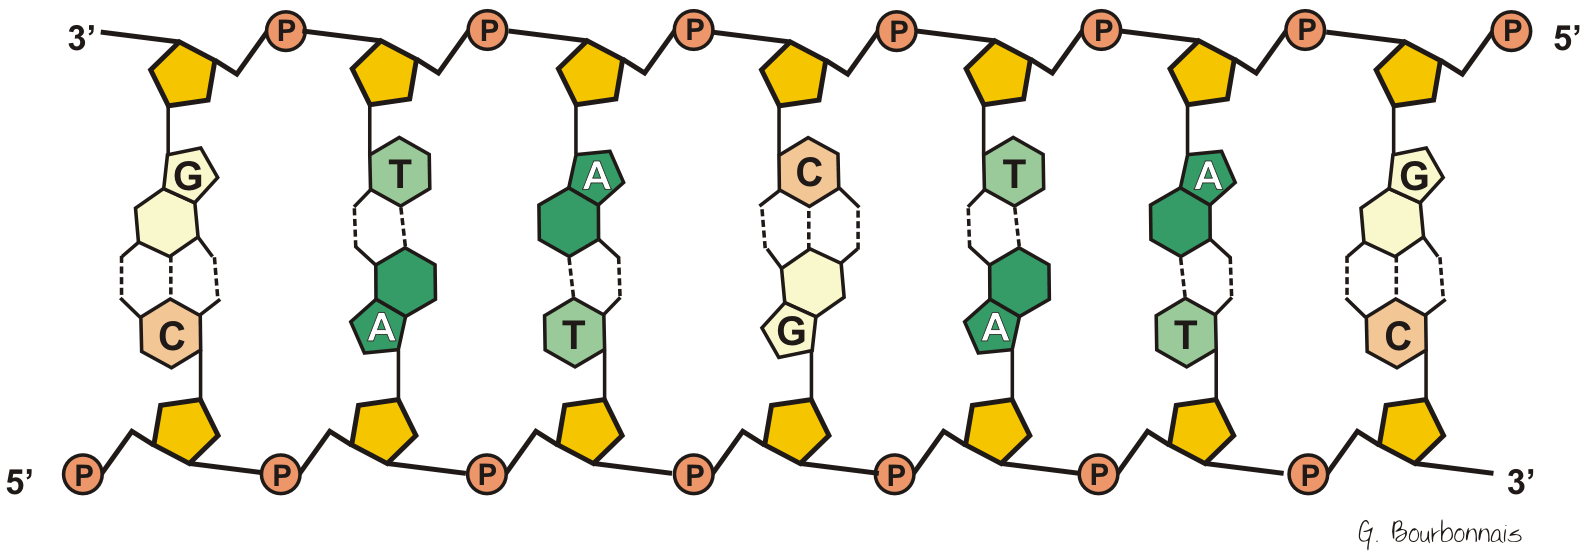 3’ P P P P P P P 5’
G T A C T A G
C A T G A T C
5’ P P P P P P P 3’
G. Bourbonnais